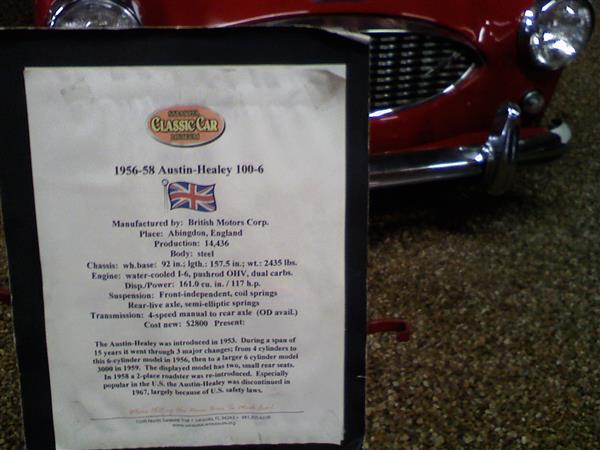 SARASOTA
CLASSIC CAR
MUSEUM
1956-58 Austin-Healey 100-6
Manufactured by: British Motors Corp.
Place: Abingdon, England
Production: 14,436
Body: steel
Chassis: wh.base: 92 in.; lgth.: 157.5 in.; wt.: 2435 lbs.
Engine: water-cooled I-6, pushrod OHV, dual carbs.
Disp./Power: 161.0 cu. in. / 117 h.p.
Suspension: Front-independent, coil springs
Rear-live axle, semi-elliptic springs
Transmission: 4-speed manual to rear axle (OD avail.)
Cost new: $2800 Present:
The Austin-Healey was introduced in 1953. During a span of
15 years it went through 3 major changes; from 4 cylinders to
this 6-cylinder model in 1956, then to a larger 6 cylinder model
3000 in 1959. The displayed model has two, small rear seats.
In 1958 a 2-place roadster was re-introduced. Especially
popular in the U.S. the Austin-Healey was discontinued in
1967, largely because of U.S. safety laws.